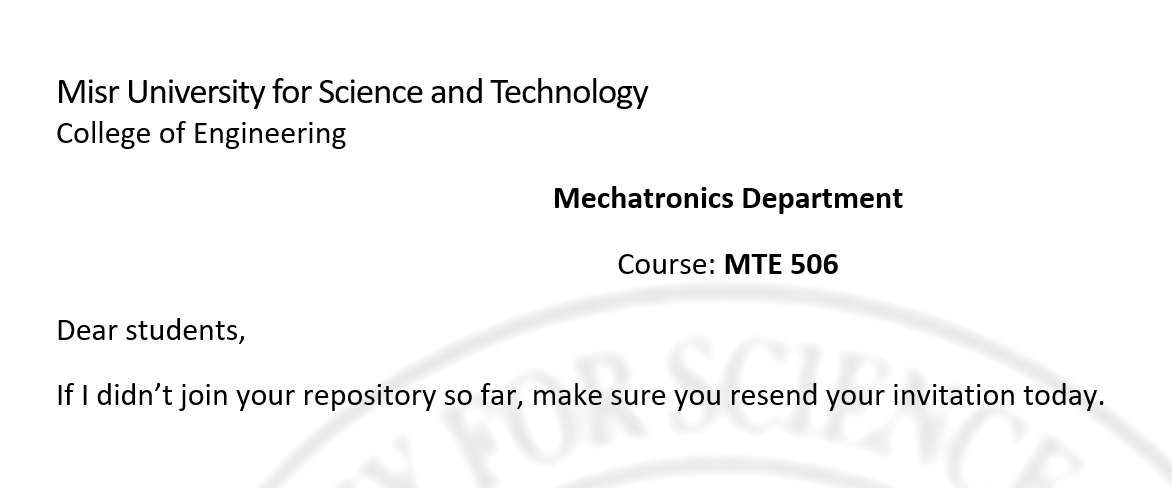 Misr University for Science and Technology
College of Engineering
Mechatronics Department
Course: MTE 506
Dear students,
If I didn’t join your repository so far, make sure you resend your invitation today.
Y FOR SCIENCE